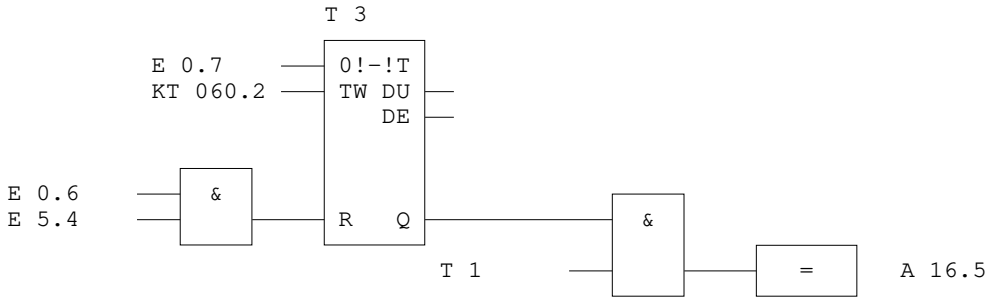 T 3
E 0.7 0!-!T
KT 060.2 TW DU
DE
E 0.6 &
E 5.4 R Q &
T 1 = A 16.5